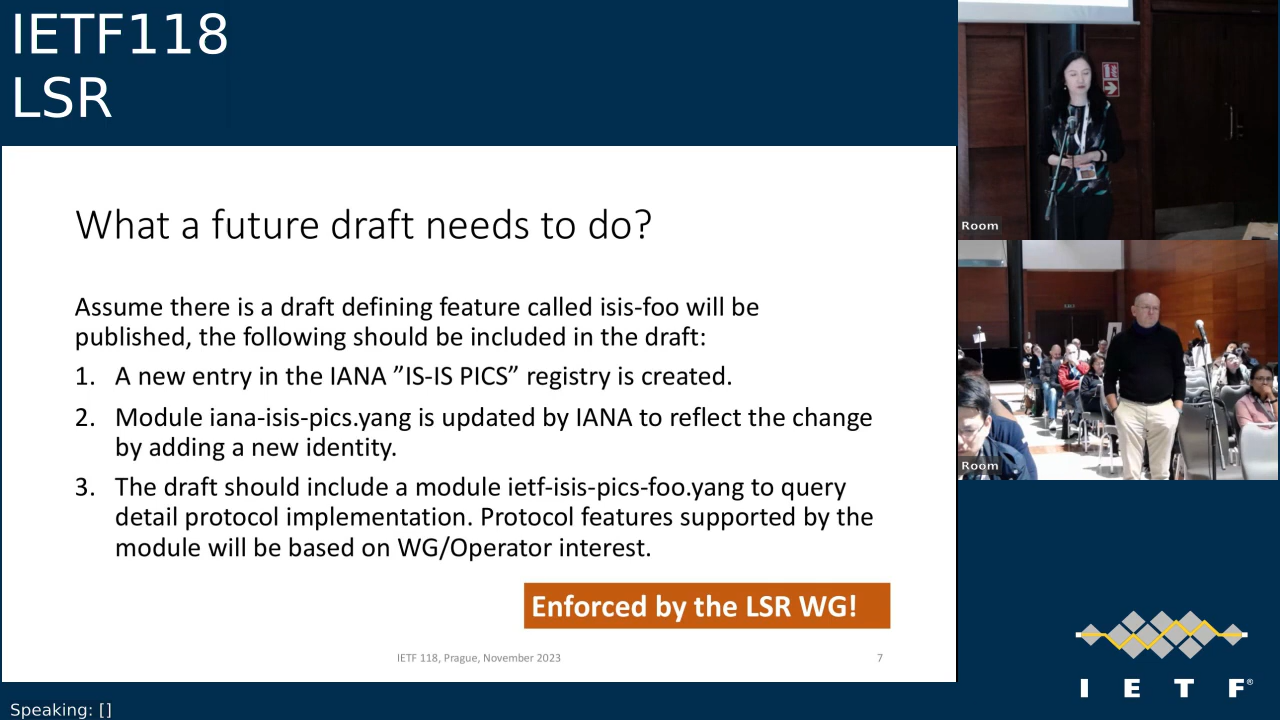 IETF118
LSR
What a future draft needs to do?
Assume there is a draft defining feature called isis-foo will be
published, the following should be included in the draft:
1. A new entry in the IANA ”IS-IS PICS” registry is created.
2. Module iana-isis-pics.yang is updated by IANA to reflect the change
by adding a new identity.
3. The draft should include a module ietf-isis-pics-foo.yang to query
detail protocol implementation. Protocol features supported by the
module will be based on WG/Operator interest.
Enforced by the LSR WG!
IETF 118, Prague, November 2023
7
Room
Room
I E T F®
Speaking: []